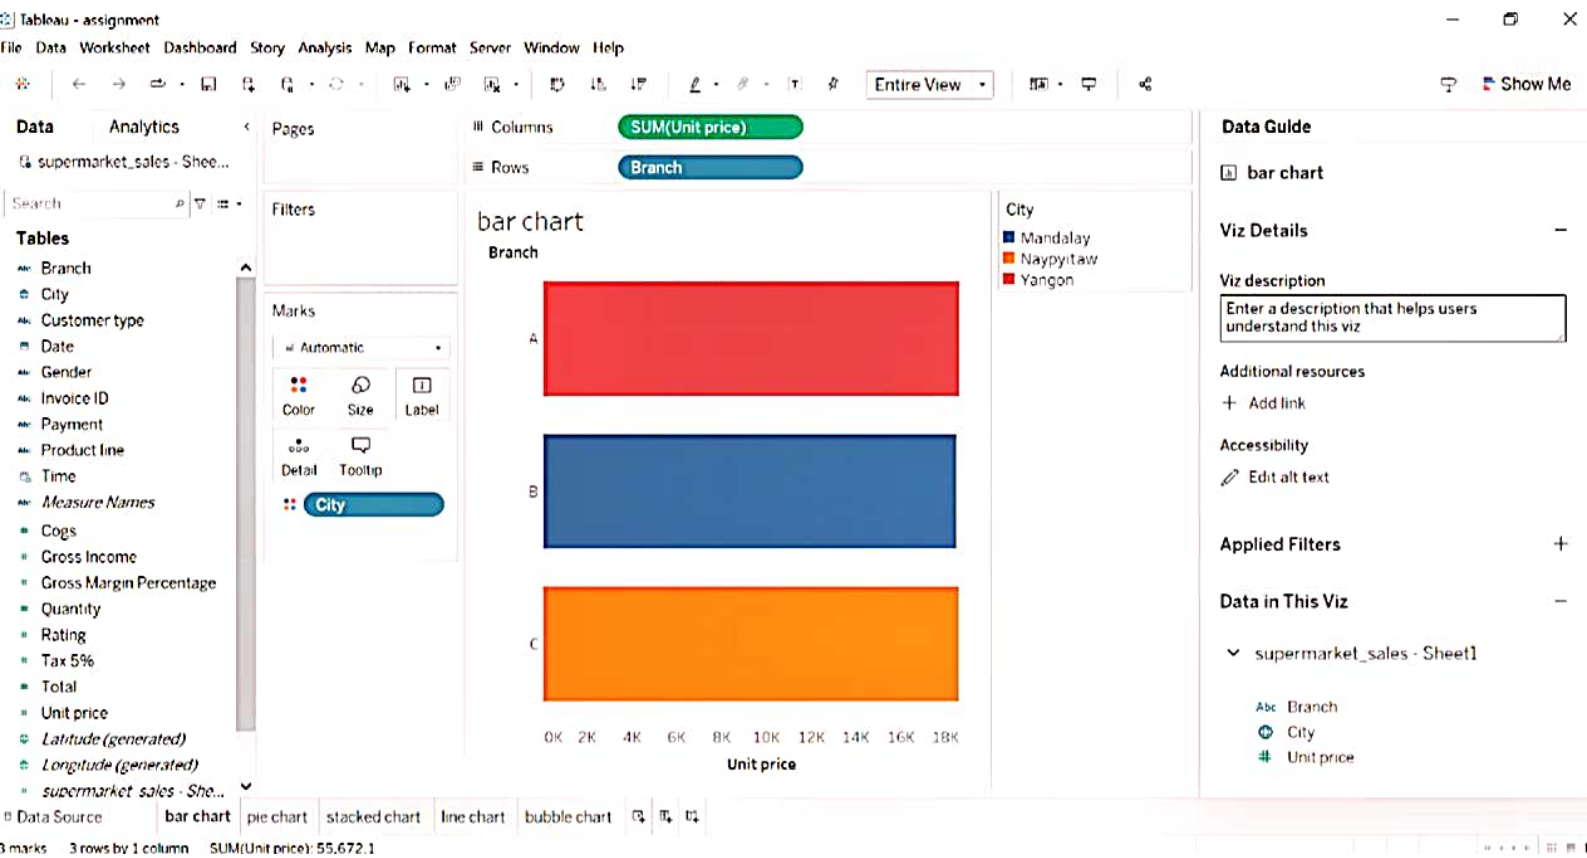 Tableau - assignment
File Data Worksheet Dashboard Story Analysis Map Format Server Window Help
Entire View
Show Me
Data Analytics
supermarket_sales - Shee...
Search
Tables
Abc Branch
City
Abc Customer type
Date
Abc Gender
Abc Invoice ID
Abc Payment
Abc Product line
Time
Abc Measure Names
Cogs
Gross Income
Gross Margin Percentage
Quantity
Rating
Tax 5%
Total
Unit price
Latitude (generated)
Longitude (generated)
supermarket_sales - She...
Pages
Filters
Marks
Automatic
Color Size Label
Detail Tooltip
City
Columns SUM(Unit price)
Rows Branch
bar chart
Branch
A
B
C
0K 2K 4K 6K 8K 10K 12K 14K 16K 18K
Unit price
City
Mandalay
Naypyitaw
Yangon
Data Guide
bar chart
Viz Details
Viz description
Enter a description that helps users
understand this viz
Additional resources
Add link
Accessibility
Edit alt text
Applied Filters
Data in This Viz
supermarket_sales - Sheet1
Abc Branch
City
# Unit price
Data Source bar chart pie chart stacked chart line chart bubble chart
3 marks 3 rows by 1 column SUM(Unit price): 55,672.1